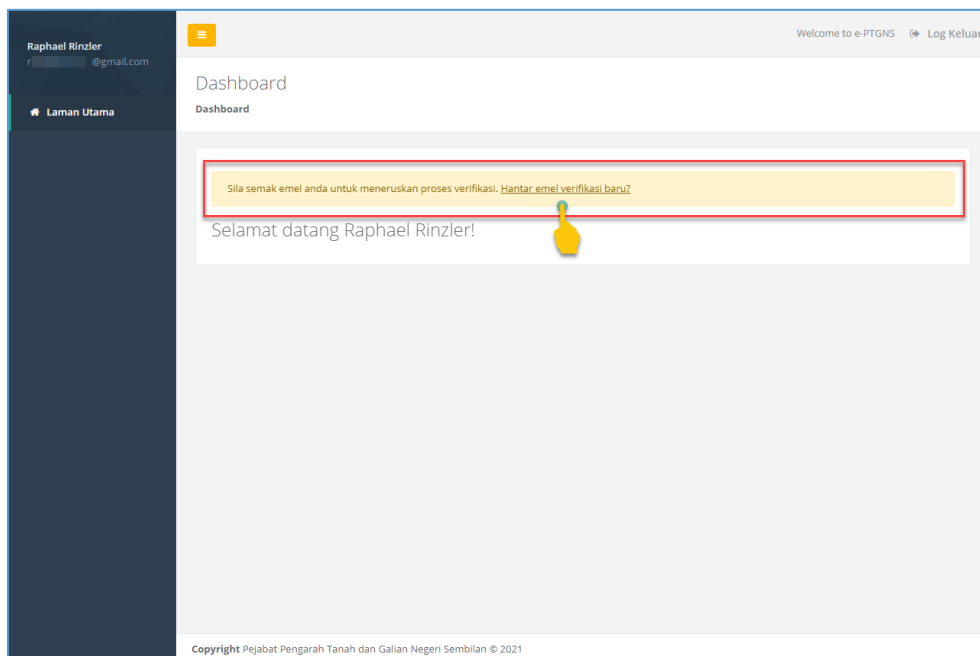 Raphael Rinzler
r @gmail.com
Laman Utama
Welcome to e-PTGNS Log Keluar
Dashboard
Dashboard
Sila semak emel anda untuk meneruskan proses verifikasi. Hantar emel verifikasi baru?
Selamat datang Raphael Rinzler!
Copyright Pejabat Pengarah Tanah dan Galian Negeri Sembilan © 2021